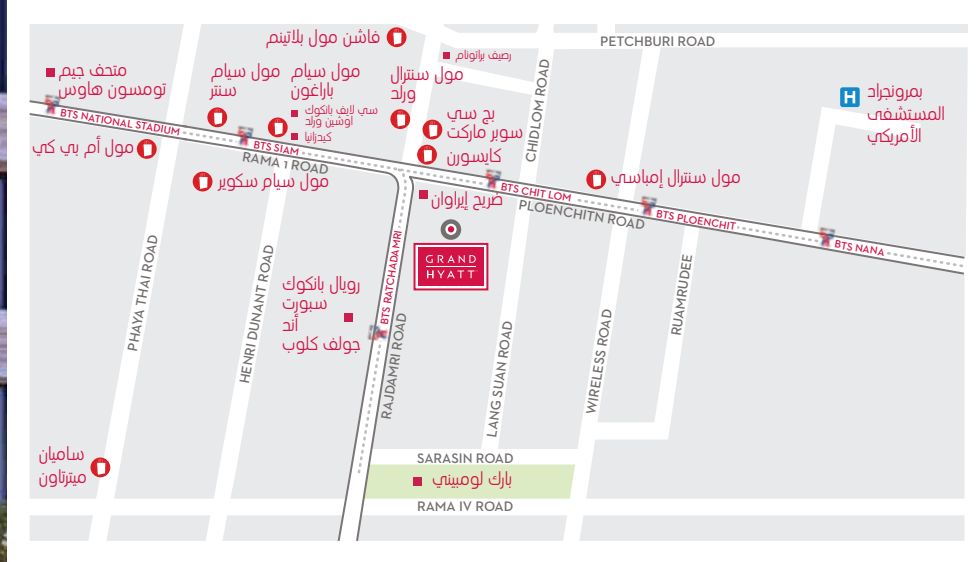 فاشن مول بلاتينم
PETCHBURI ROAD
رصيف براتونام
متحف جيم
تومسون هاوس
مول سيام
سنتر
مول سيام
باراغون
سي لايف بانكوك
أوشين ورلد
كيدزانيا
مول سنترال
ورلد
بج سي
سوبر ماركت
كايسورن
CHIDLOM ROAD
بمرونجراد
المستشفى
الأمريكي
H
BTS NATIONAL STADIUM
BTS SIAM
RAMA 1 ROAD
مول أم بي كي
مول سيام سكوير
ضريح إيراوان
BTS CHIT LOM
PLOENCHITN ROAD
مول سنترال إمباسي
BTS PLOENCHIT
BTS NANA
GRAND
HYATT
BTS RATCHADAMRI
RAJDAMRI ROAD
PHAYA THAI ROAD
HENRI DUNANT ROAD
رويال بانكوك
سبورت
أند
جولف كلوب
LANG SUAN ROAD
WIRELESS ROAD
RUAMRUDEE
ساميان
ميترتاون
SARASIN ROAD
بارك لومبيني
RAMA IV ROAD